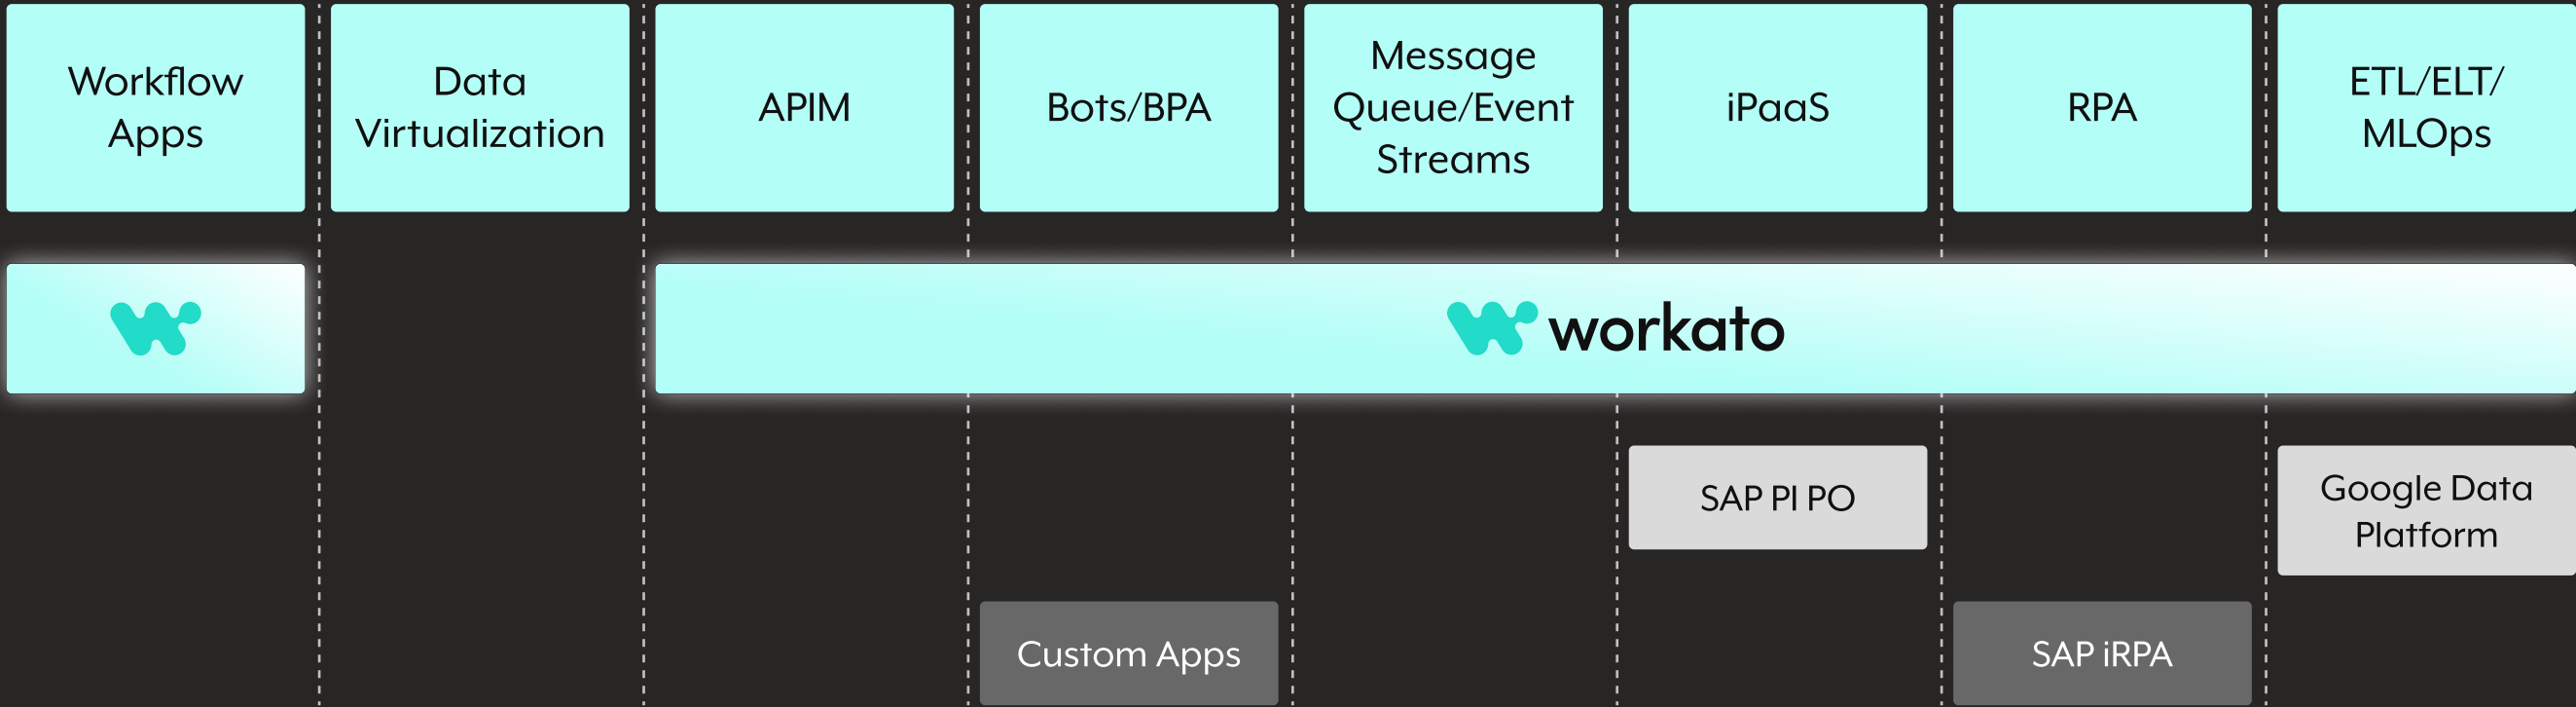 Workflow
Apps
Data
Virtualization
APIM
Bots/BPA
Message
Queue/Event
Streams
iPaaS
RPA
ETL/ELT/
MLOps
workato
SAP PI PO
Google Data
Platform
Custom Apps
SAP iRPA